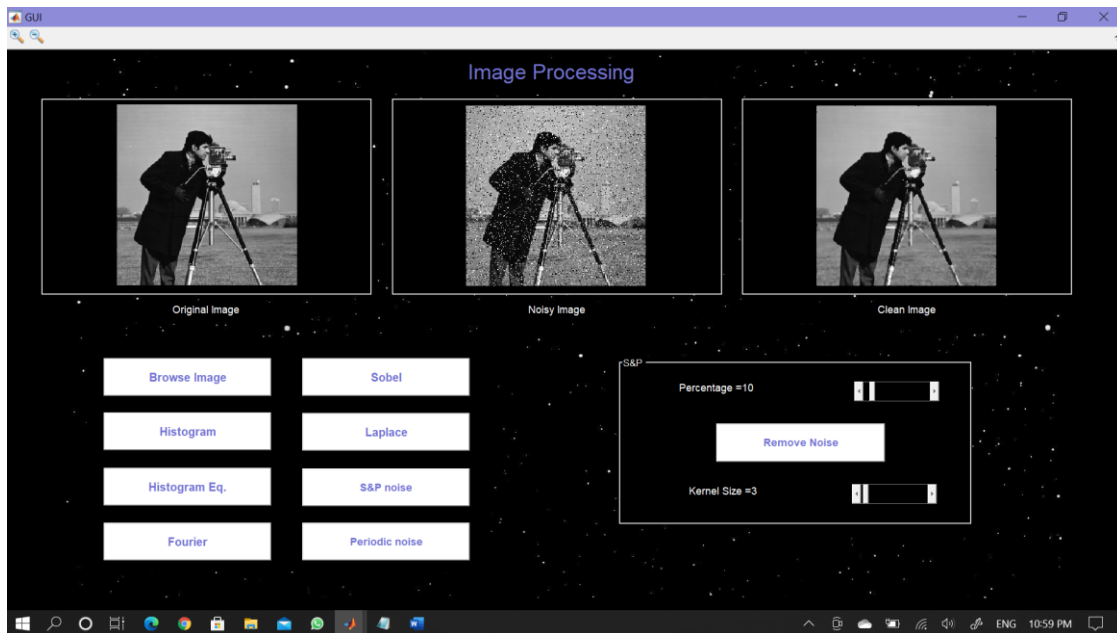 GUI
Image Processing
Original Image
Noisy Image
Clean Image
Browse Image
Sobel
Histogram
Laplace
Histogram Eq.
S&P noise
Fourier
Periodic noise
S&P
Percentage =10
Remove Noise
Kernel Size =3
ENG
10:59 PM